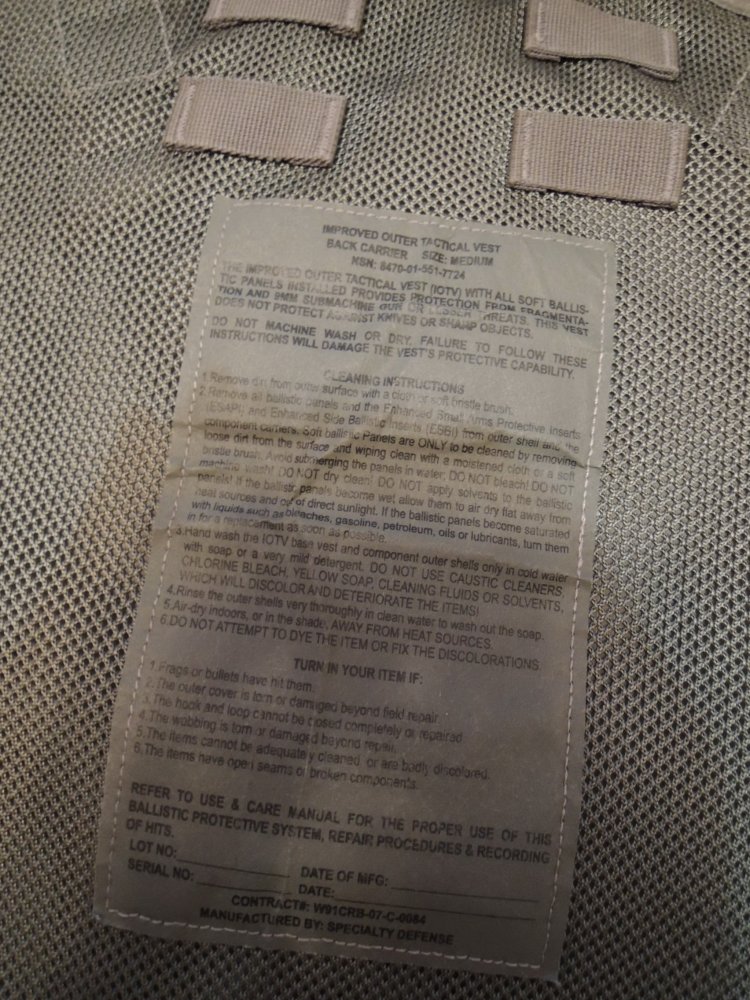 IMPROVED OUTER TACTICAL VEST
BACK CARRIER SIZE: MEDIUM
NSN: 8470-01-551-7724
THE IMPROVED OUTER TACTICAL VEST (IOTV) WITH ALL SOFT BALLIS-
TIC PANELS INSTALLED PROVIDES PROTECTION FROM FRAGMENTA-
TION AND 9MM SUBMACHINE GUN OR LESSER THREATS. THIS VEST
DOES NOT PROTECT AGAINST KNIVES OR SHARP OBJECTS.
DO NOT MACHINE WASH OR DRY. FAILURE TO FOLLOW THESE
INSTRUCTIONS WILL DAMAGE THE VEST'S PROTECTIVE CAPABILITY.
CLEANING INSTRUCTIONS
1.Remove dirt from outer surface with a cloth or soft bristle brush.
2.Remove all ballistic panels and the Enhanced Small Arms Protective Inserts
(ESAPI) and Enhanced Side Ballistic Inserts (ESBI) from outer shell and the
component carriers. Soft ballistic Panels are ONLY to be cleaned by removing
loose dirt from the surface and wiping clean with a moistened cloth or a soft
bristle brush. Avoid submerging the panels in water. DO NOT bleach! DO NOT
machine wash! DO NOT dry clean! DO NOT apply solvents to the ballistic
panels! If the ballistic panels become wet allow them to air dry flat away from
heat sources and out of direct sunlight. If the ballistic panels become saturated
with liquids such as bleaches, gasoline, petroleum, oils or lubricants, turn them
in for a replacement as soon as possible.
3.Hand wash the IOTV base vest and component outer shells only in cold water
with soap or a very mild detergent. DO NOT USE CAUSTIC CLEANERS,
CHLORINE BLEACH, YELLOW SOAP, CLEANING FLUIDS OR SOLVENTS,
WHICH WILL DISCOLOR AND DETERIORATE THE ITEMS!
4.Rinse the outer shells very thoroughly in clean water to wash out the soap.
5.Air-dry indoors, or in the shade, AWAY FROM HEAT SOURCES.
6.DO NOT ATTEMPT TO DYE THE ITEM OR FIX THE DISCOLORATIONS.
TURN IN YOUR ITEM IF:
1.Frags or bullets have hit them.
2.The outer cover is torn or damaged beyond field repair.
3.The hook and loop cannot be closed completely or repaired.
4.The webbing is torn or damaged beyond repair.
5.The items cannot be adequately cleaned, or are badly discolored.
6.The items have open seams or broken components.
REFER TO USE & CARE MANUAL FOR THE PROPER USE OF THIS
BALLISTIC PROTECTIVE SYSTEM, REPAIR PROCEDURES & RECORDING
OF HITS.
LOT NO: DATE OF MFG:
SERIAL NO: DATE:
CONTRACT#: W91CRB-07-C-0084
MANUFACTURED BY: SPECIALTY DEFENSE